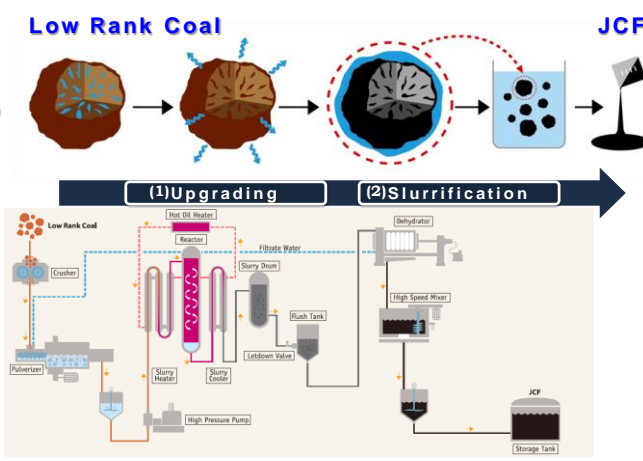 Low Rank Coal
JCF
(1)Upgrading
(2)Slurrification
Low Rank Coal
Hot Oil Heater
Reactor
Filtrate Water
Dehydrator
Crusher
Slurry Drum
High Speed Mixer
Flush Tank
Pulverizer
Letdown Valve
Slurry
Heater
Slurry
Cooler
High Pressure Pump
JCF
Storage Tank